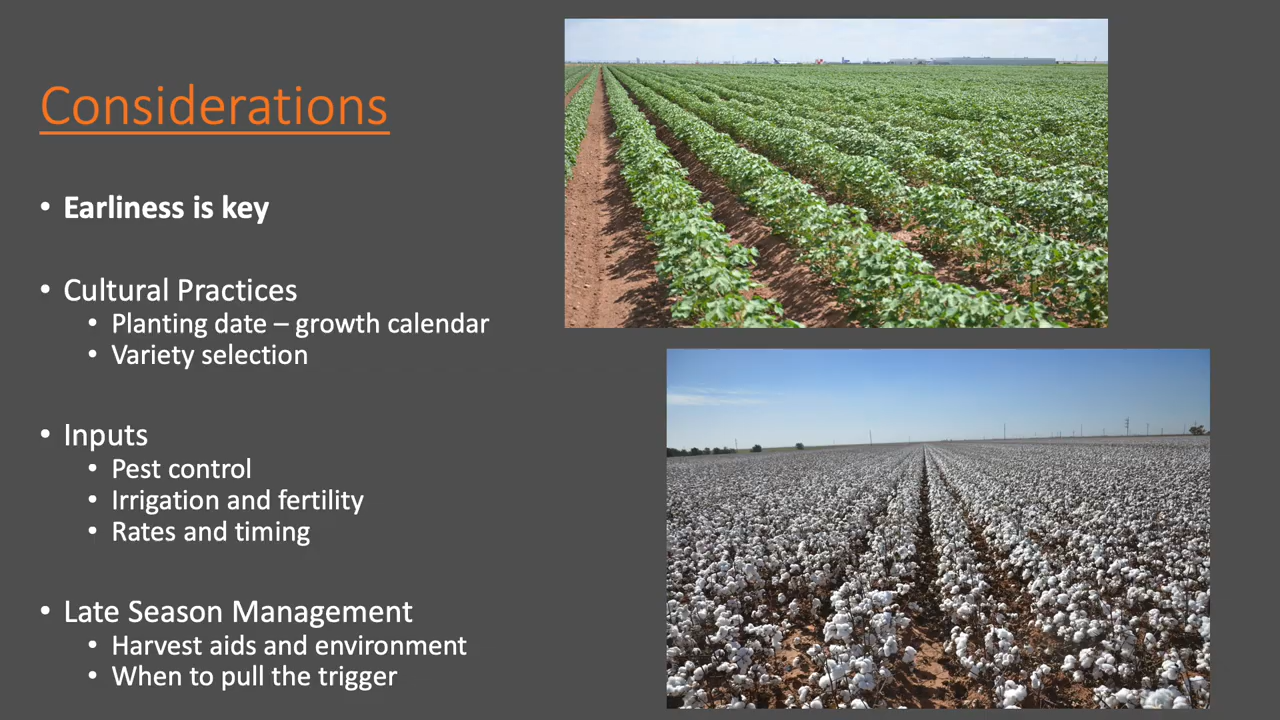 Considerations
• Earliness is key
• Cultural Practices
• Planting date – growth calendar
• Variety selection
• Inputs
• Pest control
• Irrigation and fertility
• Rates and timing
• Late Season Management
• Harvest aids and environment
• When to pull the trigger